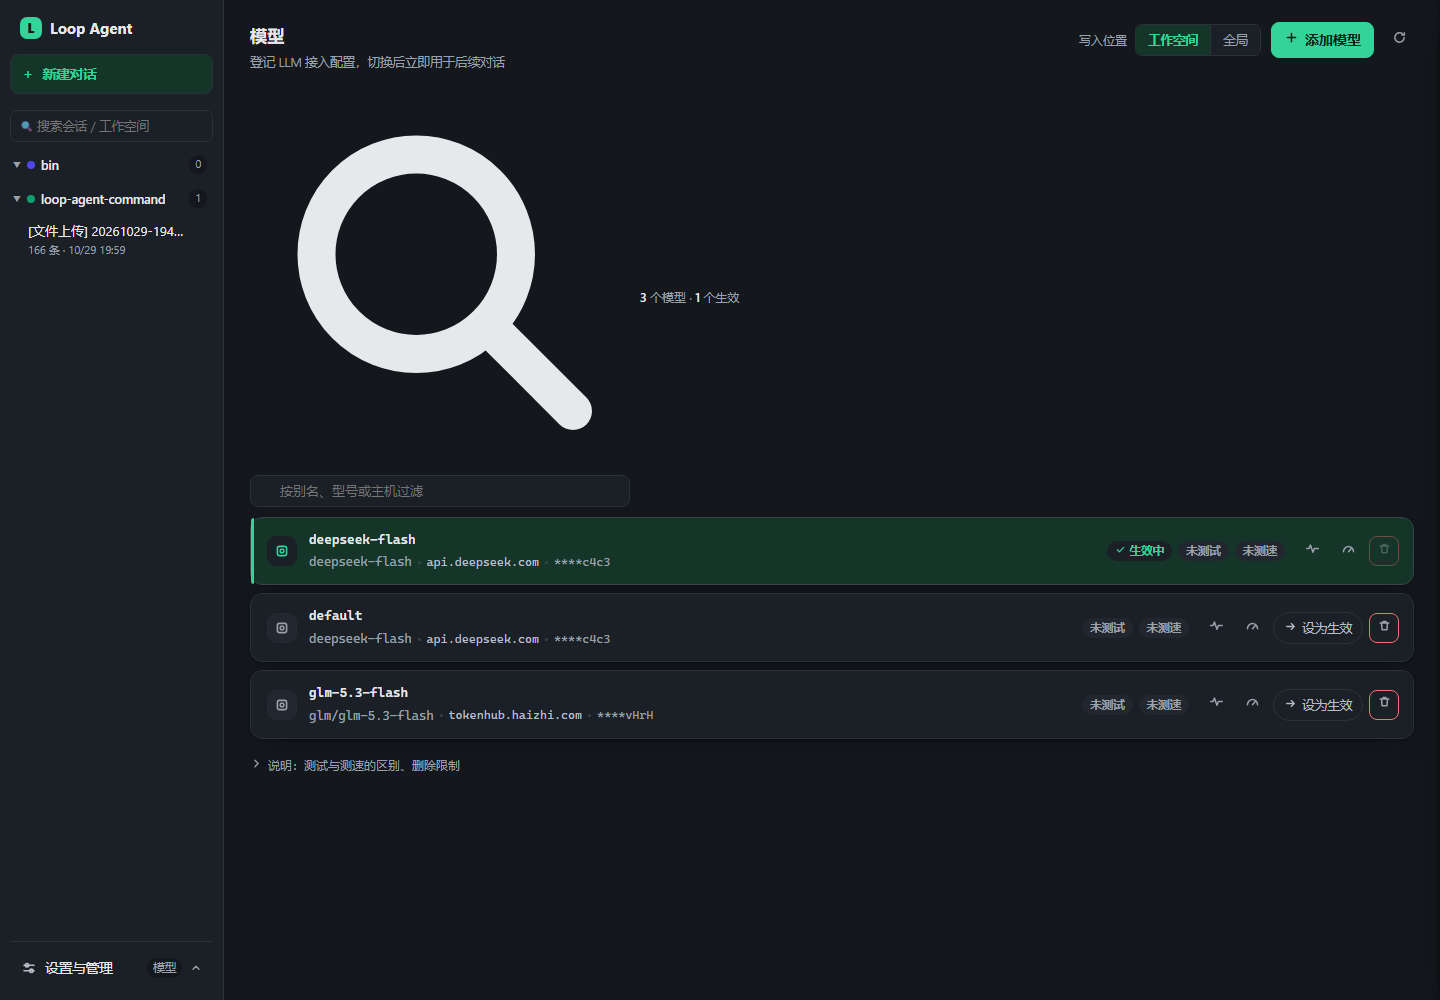 L Loop Agent
+ 新建对话
搜索会话 / 工作空间
bin 0
loop-agent-command 1
[文件上传] 20261029-194...
166 条 · 10/29 19:59
设置与管理 模型
模型
登记 LLM 接入配置，切换后立即用于后续对话
写入位置 工作空间 全局 + 添加模型
3 个模型 · 1 个生效
按别名、型号或主机过滤
deepseek-flash
deepseek-flash · api.deepseek.com · ****c4c3
✓ 生效中 未测试 未测速
default
deepseek-flash · api.deepseek.com · ****c4c3
未测试 未测速 → 设为生效
glm-5.3-flash
glm/glm-5.3-flash · tokenhub.haizhi.com · ****vHrH
未测试 未测速 → 设为生效
说明：测试与测速的区别、删除限制